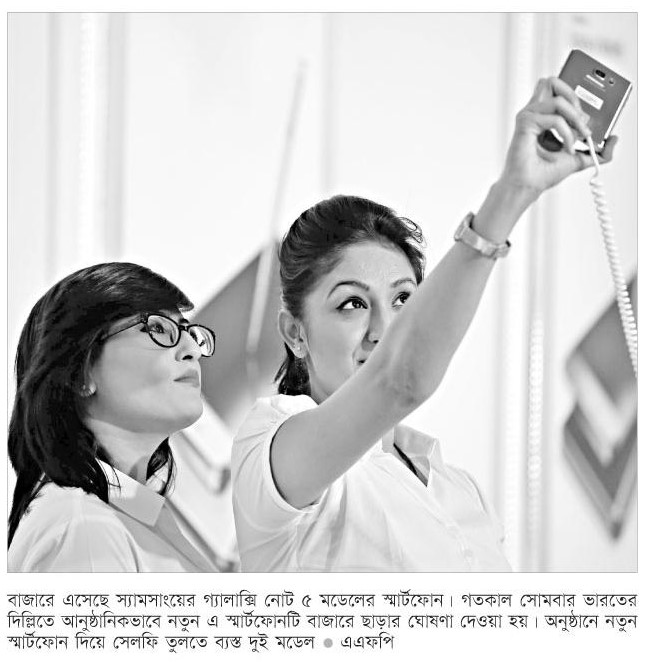 বাজারে এসেছে স্যামসাংয়ের গ্যালাক্সি নোট ৫ মডেলের স্মার্টফোন। গতকাল সোমবার ভারতের
দিল্লিতে আনুষ্ঠানিকভাবে নতুন এ স্মার্টফোনটি বাজারে ছাড়ার ঘোষণা দেওয়া হয়। অনুষ্ঠানে নতুন
স্মার্টফোন দিয়ে সেলফি তুলতে ব্যস্ত দুই মডেল ● এএফপি